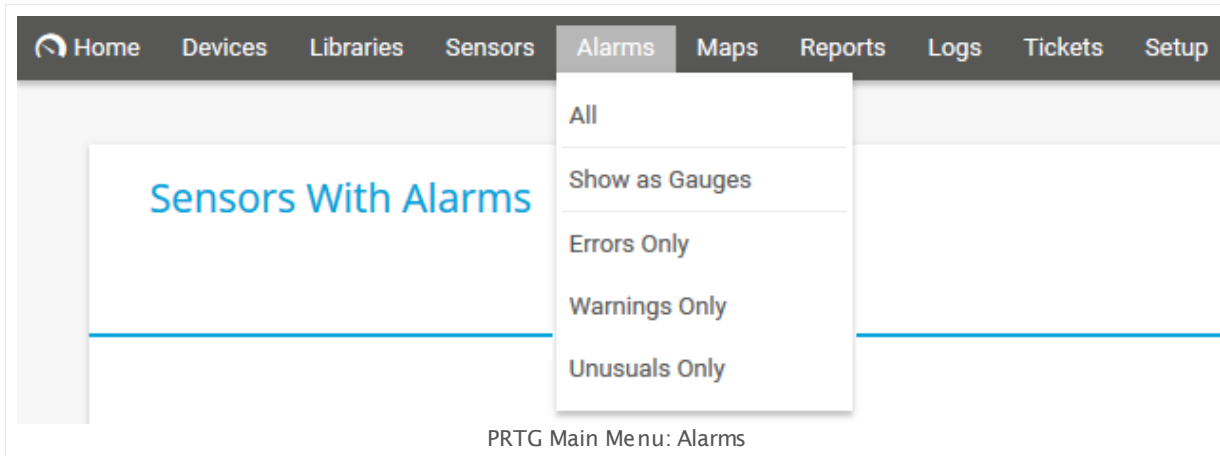 Home Devices Libraries Sensors Alarms Maps Reports Logs Tickets Setup
All
Show as Gauges
Sensors With Alarms
Errors Only
Warnings Only
Unusuals Only
PRTG Main Menu: Alarms